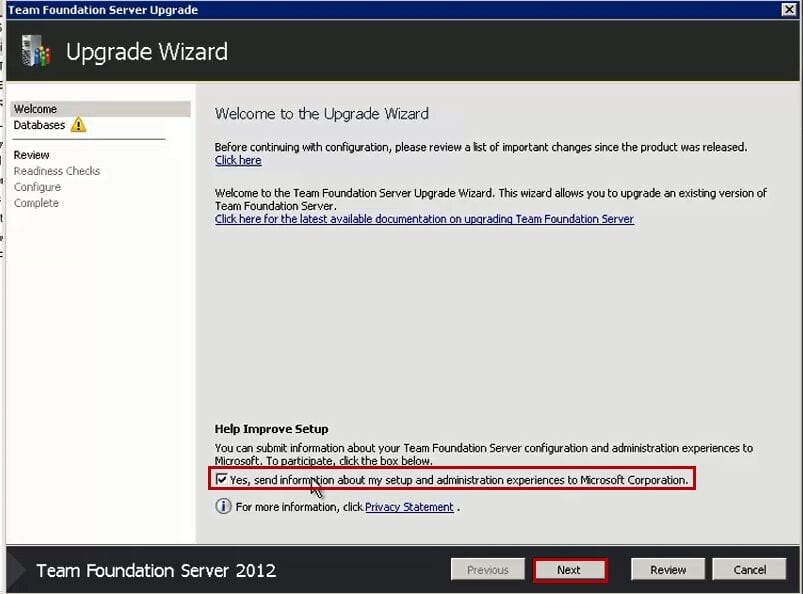 Team Foundation Server Upgrade
Upgrade Wizard
Welcome
Databases
Review
Readiness Checks
Configure
Complete
Welcome to the Upgrade Wizard
Before continuing with configuration, please review a list of important changes since the product was released.
Click here
Welcome to the Team Foundation Server Upgrade Wizard. This wizard allows you to upgrade an existing version of
Team Foundation Server.
Click here for the latest available documentation on upgrading Team Foundation Server
Help Improve Setup
You can submit information about your Team Foundation Server configuration and administration experiences to
Microsoft. To participate, click the box below.
Yes, send information about my setup and administration experiences to Microsoft Corporation.
For more information, click Privacy Statement .
Team Foundation Server 2012
Previous
Next
Review
Cancel